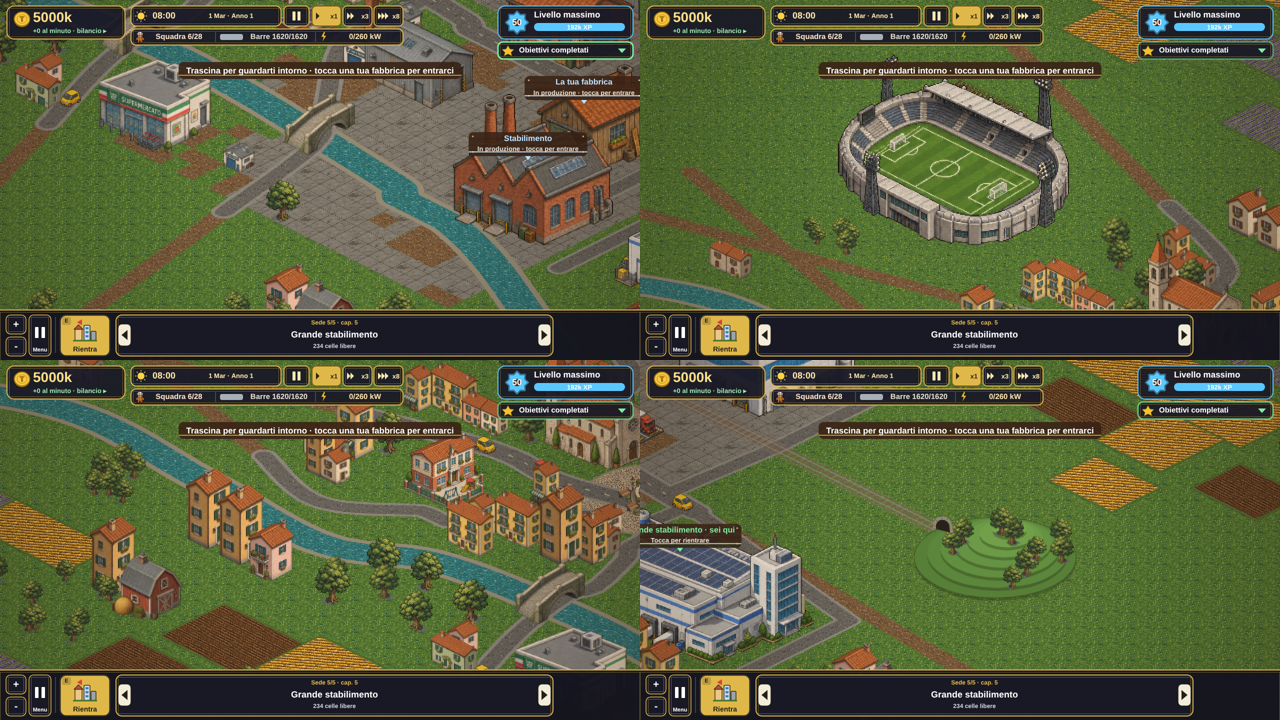 5000k
+0 al minuto · bilancio ▸
08:00
1 Mar · Anno 1
x1
x3
x8
Squadra 6/28
Barre 1620/1620
0/260 kW
50
Livello massimo
192k XP
Obiettivi completati
Trascina per guardarti intorno · tocca una tua fabbrica per entrarci
SUPERMERCATO
La tua fabbrica
In produzione · tocca per entrare
Stabilimento
In produzione · tocca per entrare
+
-
Menu
E
Rientra
Sede 5/5 · cap. 5
Grande stabilimento
234 celle libere
5000k
+0 al minuto · bilancio ▸
08:00
1 Mar · Anno 1
x1
x3
x8
Squadra 6/28
Barre 1620/1620
0/260 kW
50
Livello massimo
192k XP
Obiettivi completati
Trascina per guardarti intorno · tocca una tua fabbrica per entrarci
+
-
Menu
E
Rientra
Sede 5/5 · cap. 5
Grande stabilimento
234 celle libere
5000k
+0 al minuto · bilancio ▸
08:00
1 Mar · Anno 1
x1
x3
x8
Squadra 6/28
Barre 1620/1620
0/260 kW
50
Livello massimo
192k XP
Obiettivi completati
Trascina per guardarti intorno · tocca una tua fabbrica per entrarci
+
-
Menu
E
Rientra
Sede 5/5 · cap. 5
Grande stabilimento
234 celle libere
5000k
+0 al minuto · bilancio ▸
08:00
1 Mar · Anno 1
x1
x3
x8
Squadra 6/28
Barre 1620/1620
0/260 kW
50
Livello massimo
192k XP
Obiettivi completati
Trascina per guardarti intorno · tocca una tua fabbrica per entrarci
nde stabilimento · sei qui
Tocca per rientrare
+
-
Menu
E
Rientra
Sede 5/5 · cap. 5
Grande stabilimento
234 celle libere